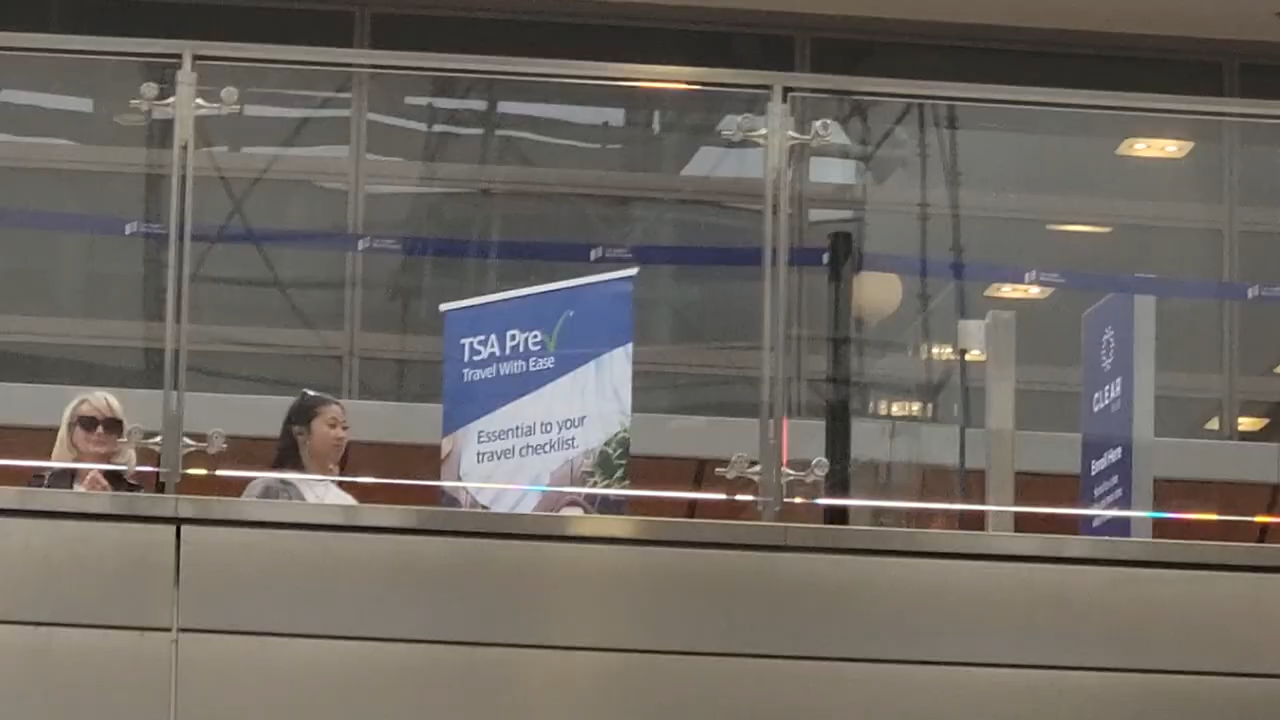 TSA Pre✓
Travel With Ease
Essential to your
travel checklist.
CLEAR
Enroll Here